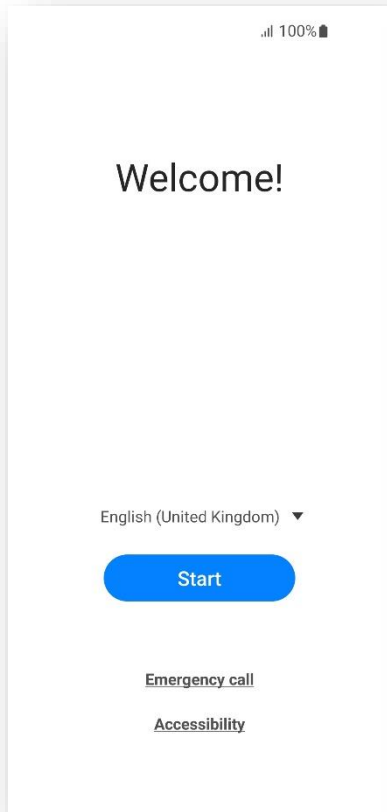 100%
Welcome!
English (United Kingdom)
Start
Emergency call
Accessibility